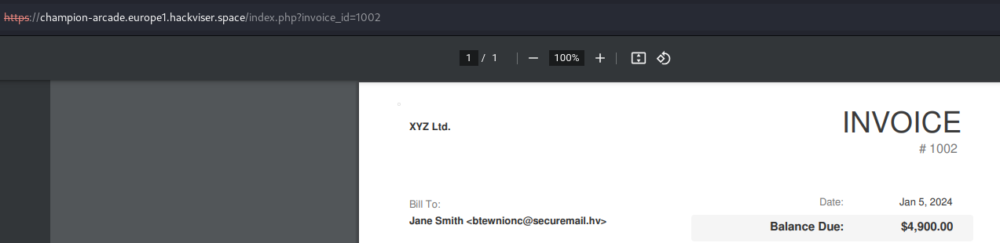 https://champion-arcade.europe1.hackviser.space/index.php?invoice_id=1002
1 / 1 100%
XYZ Ltd.
INVOICE
# 1002
Bill To:
Jane Smith <btewnionc@securemail.hv>
Date: Jan 5, 2024
Balance Due: $4,900.00